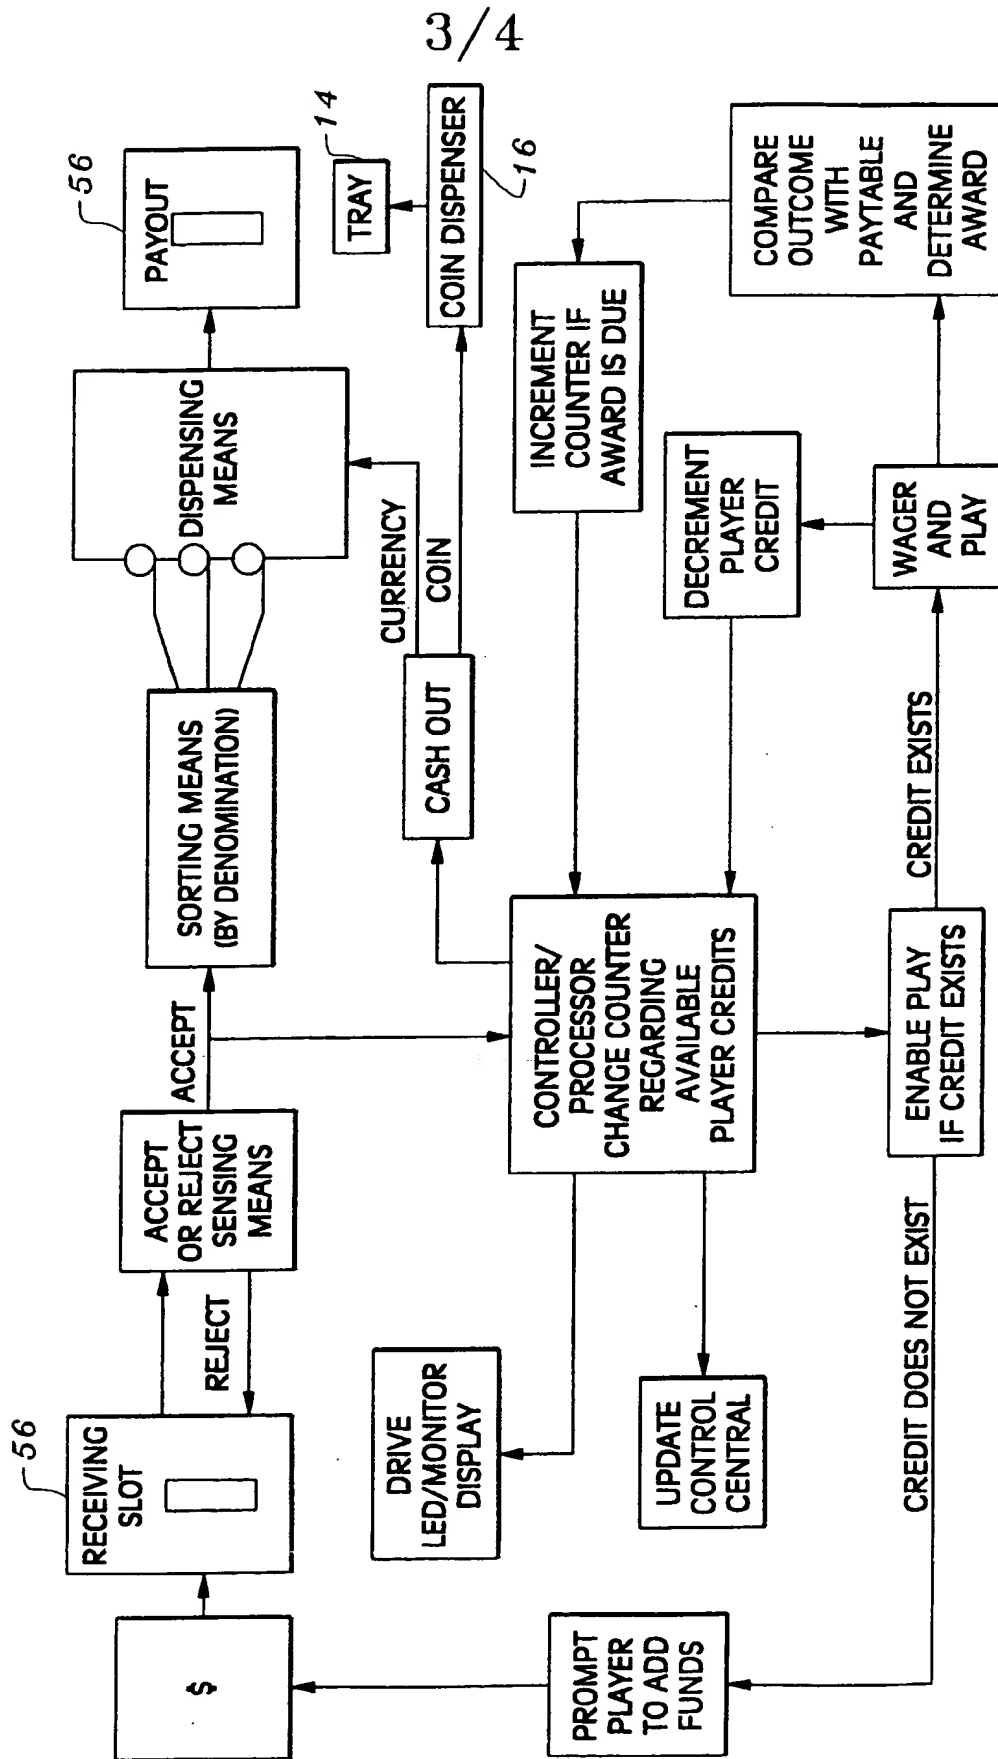 3/4
$
RECEIVING
SLOT
56
ACCEPT
OR REJECT
SENSING
MEANS
REJECT
ACCEPT
SORTING MEANS
(BY DENOMINATION)
DISPENSING
MEANS
PAYOUT
56
CURRENCY
COIN
CASH OUT
TRAY
14
COIN DISPENSER
16
DRIVE
LED/MONITOR
DISPLAY
UPDATE
CONTROL
CENTRAL
CONTROLLER/
PROCESSOR
CHANGE COUNTER
REGARDING
AVAILABLE
PLAYER CREDITS
INCREMENT
COUNTER IF
AWARD IS DUE
DECREMENT
PLAYER
CREDIT
COMPARE
OUTCOME
WITH
PAYTABLE
AND
DETERMINE
AWARD
PROMPT
PLAYER
TO ADD
FUNDS
CREDIT DOES NOT EXIST
ENABLE PLAY
IF CREDIT EXISTS
CREDIT EXISTS
WAGER
AND
PLAY